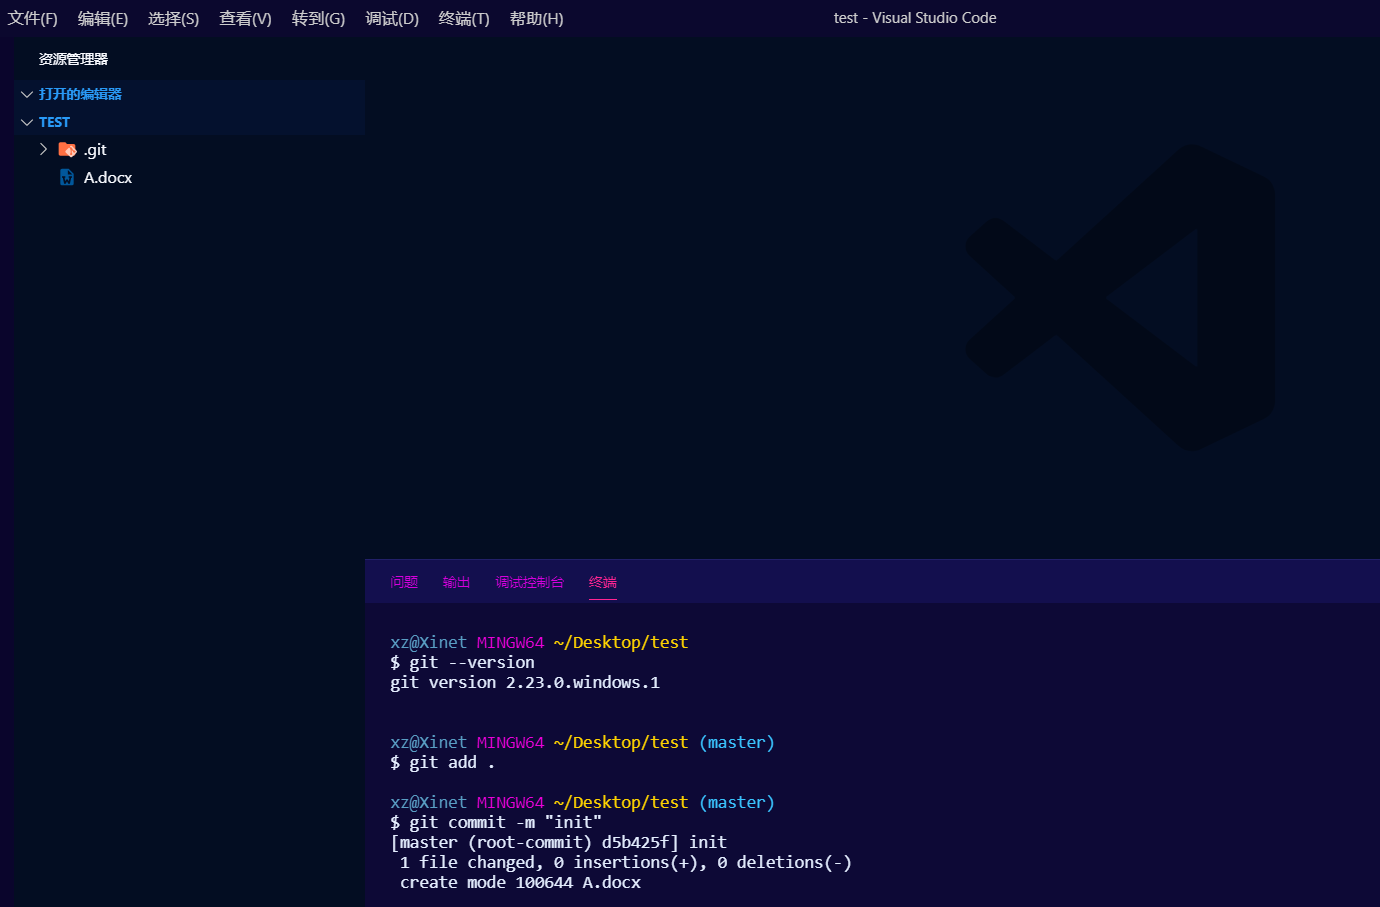 文件(F) 编辑(E) 选择(S) 查看(V) 转到(G) 调试(D) 终端(T) 帮助(H) test - Visual Studio Code
资源管理器
打开的编辑器
TEST
.git
A.docx
问题 输出 调试控制台 终端
xz@Xinet MINGW64 ~/Desktop/test
$ git --version
git version 2.23.0.windows.1
xz@Xinet MINGW64 ~/Desktop/test (master)
$ git add .
xz@Xinet MINGW64 ~/Desktop/test (master)
$ git commit -m "init"
[master (root-commit) d5b425f] init
1 file changed, 0 insertions(+), 0 deletions(-)
create mode 100644 A.docx